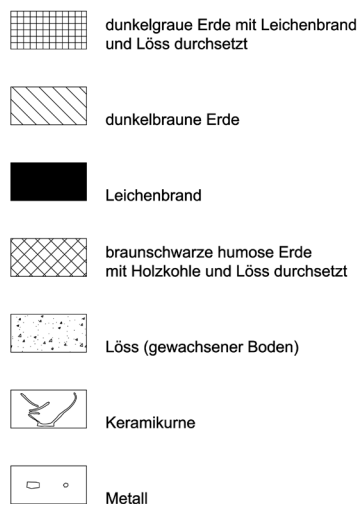 dunkelgraue Erde mit Leichenbrand
und Löss durchsetzt
dunkelbraune Erde
Leichenbrand
braunschwarze humose Erde
mit Holzkohle und Löss durchsetzt
Löss (gewachsener Boden)
Keramikurne
Metall